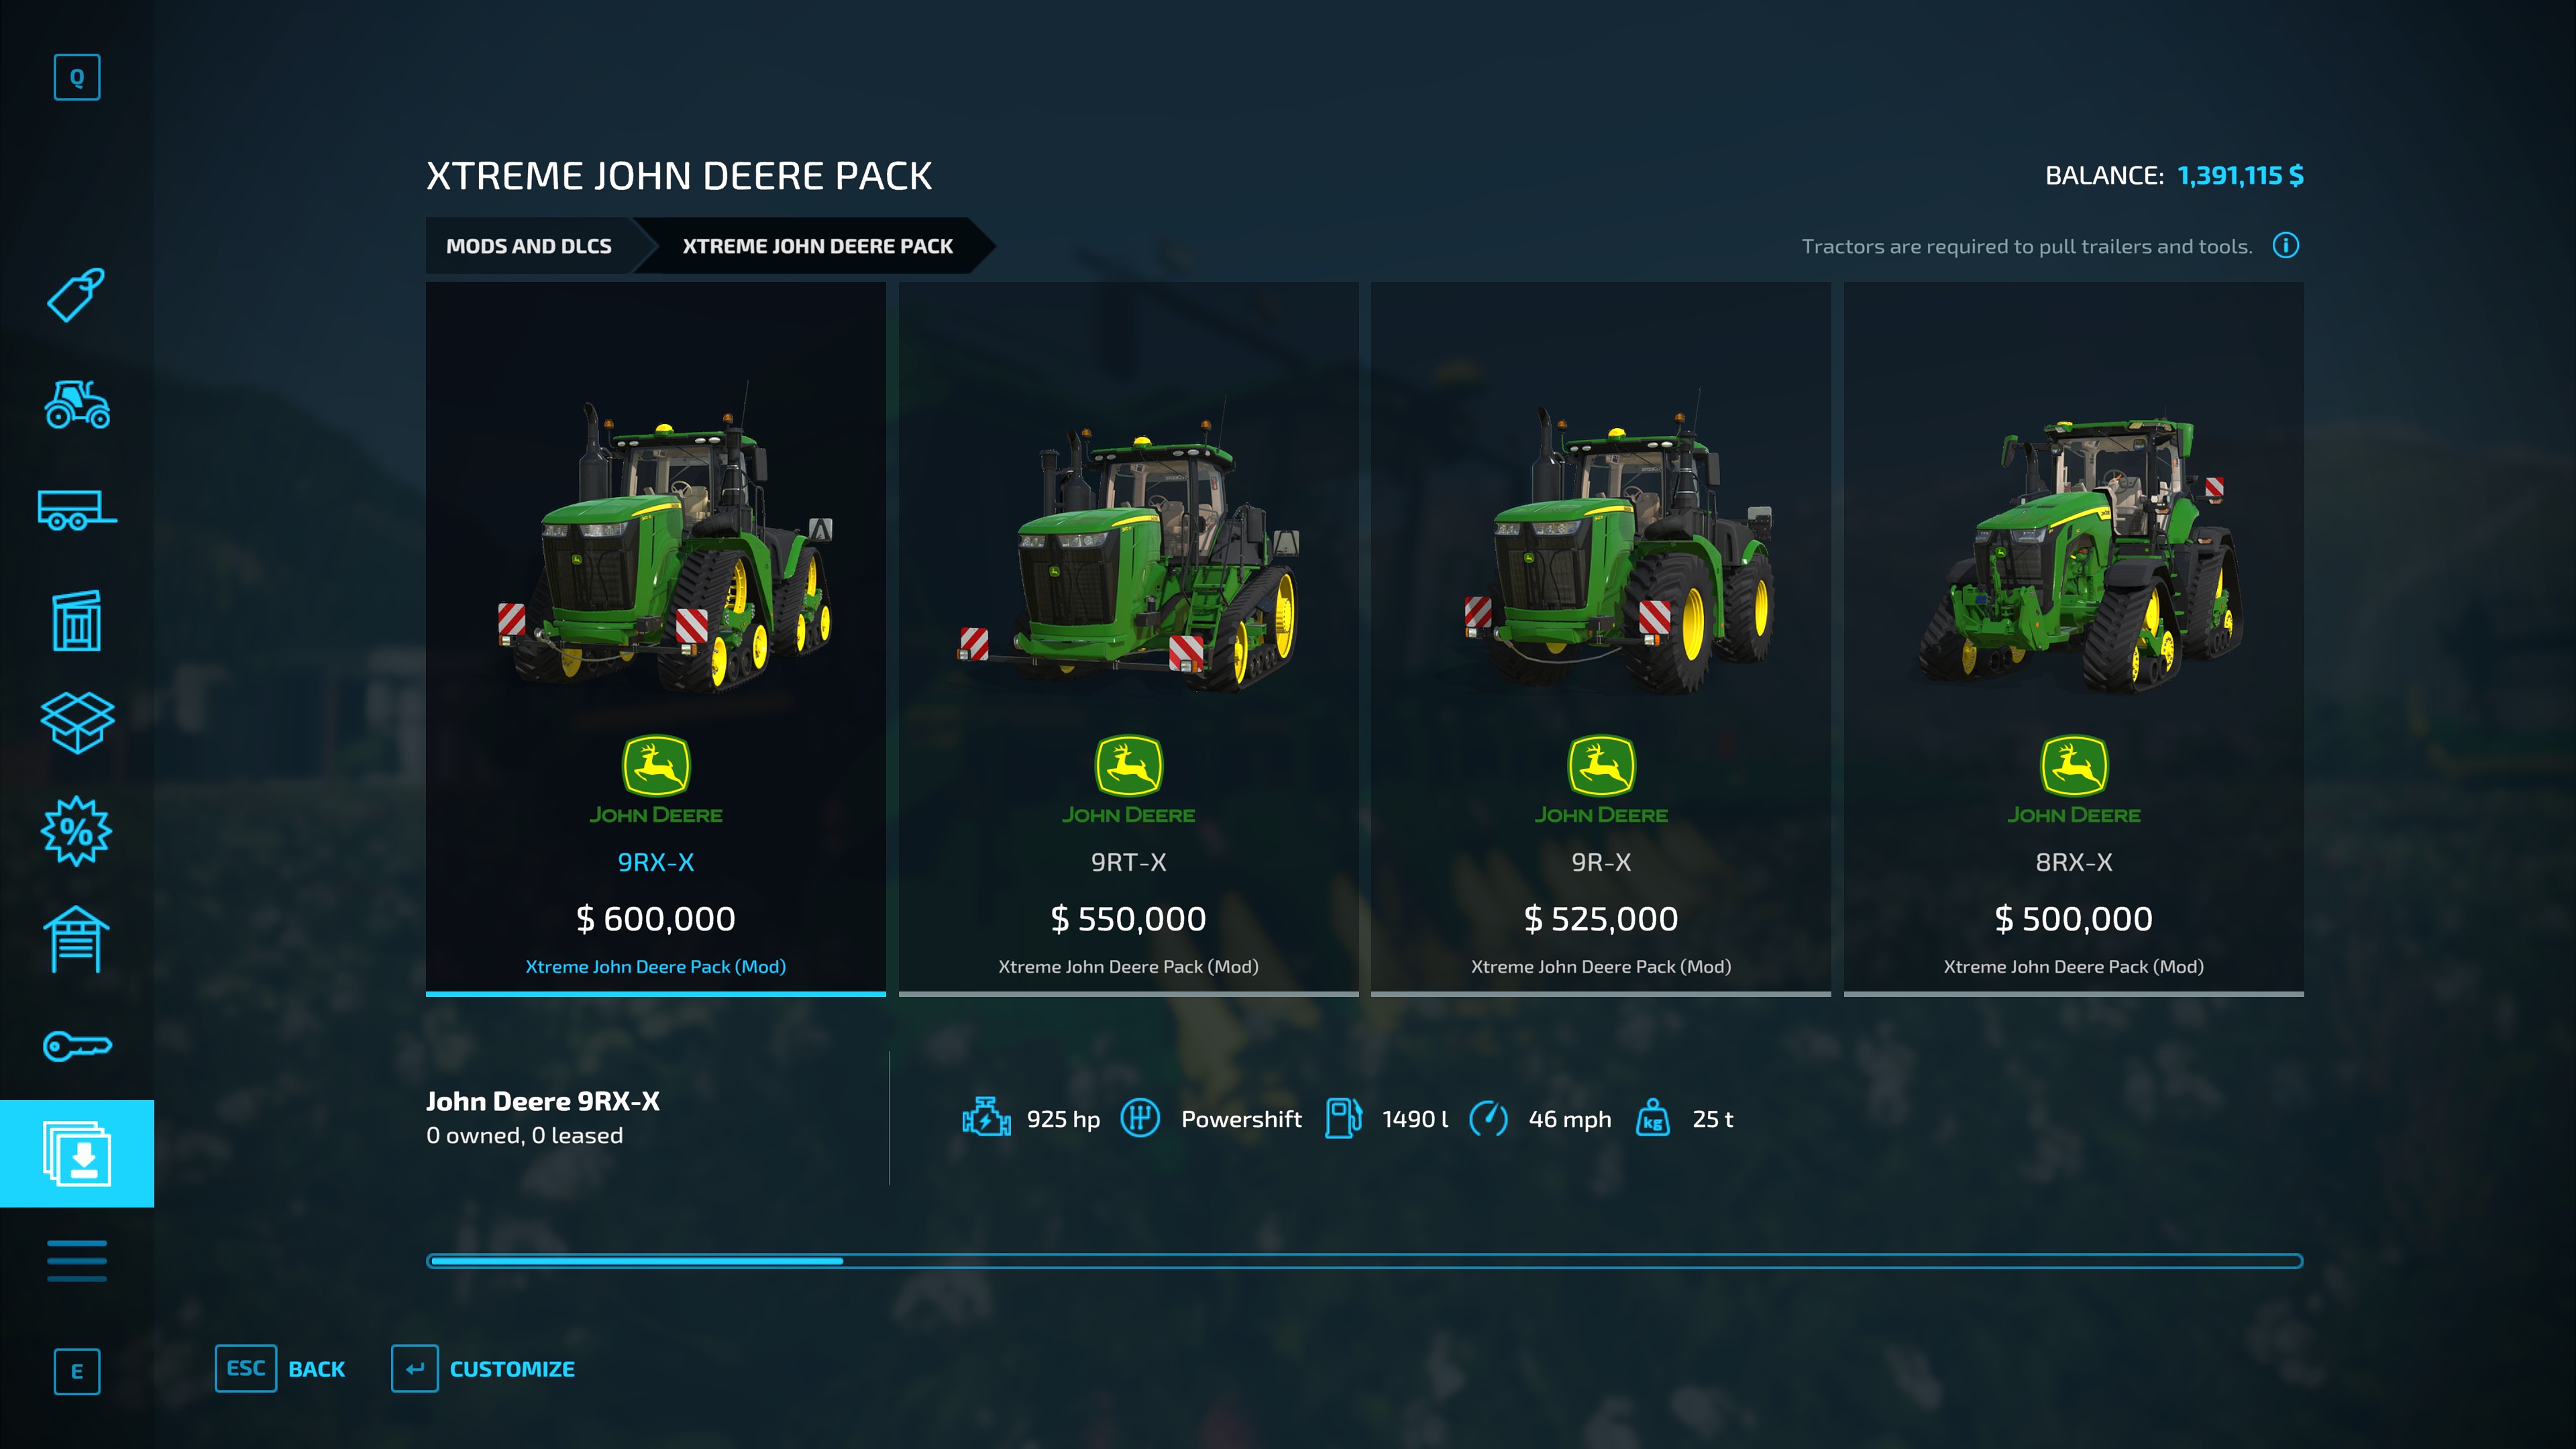 Q
XTREME JOHN DEERE PACK
BALANCE: 1,391,115 $
MODS AND DLCS
XTREME JOHN DEERE PACK
Tractors are required to pull trailers and tools.
JOHN DEERE
9RX-X
$ 600,000
Xtreme John Deere Pack (Mod)
JOHN DEERE
9RT-X
$ 550,000
Xtreme John Deere Pack (Mod)
JOHN DEERE
9R-X
$ 525,000
Xtreme John Deere Pack (Mod)
JOHN DEERE
8RX-X
$ 500,000
Xtreme John Deere Pack (Mod)
%
John Deere 9RX-X
0 owned, 0 leased
925 hp
Powershift
1490 l
46 mph
kg
25 t
E
ESC BACK
CUSTOMIZE